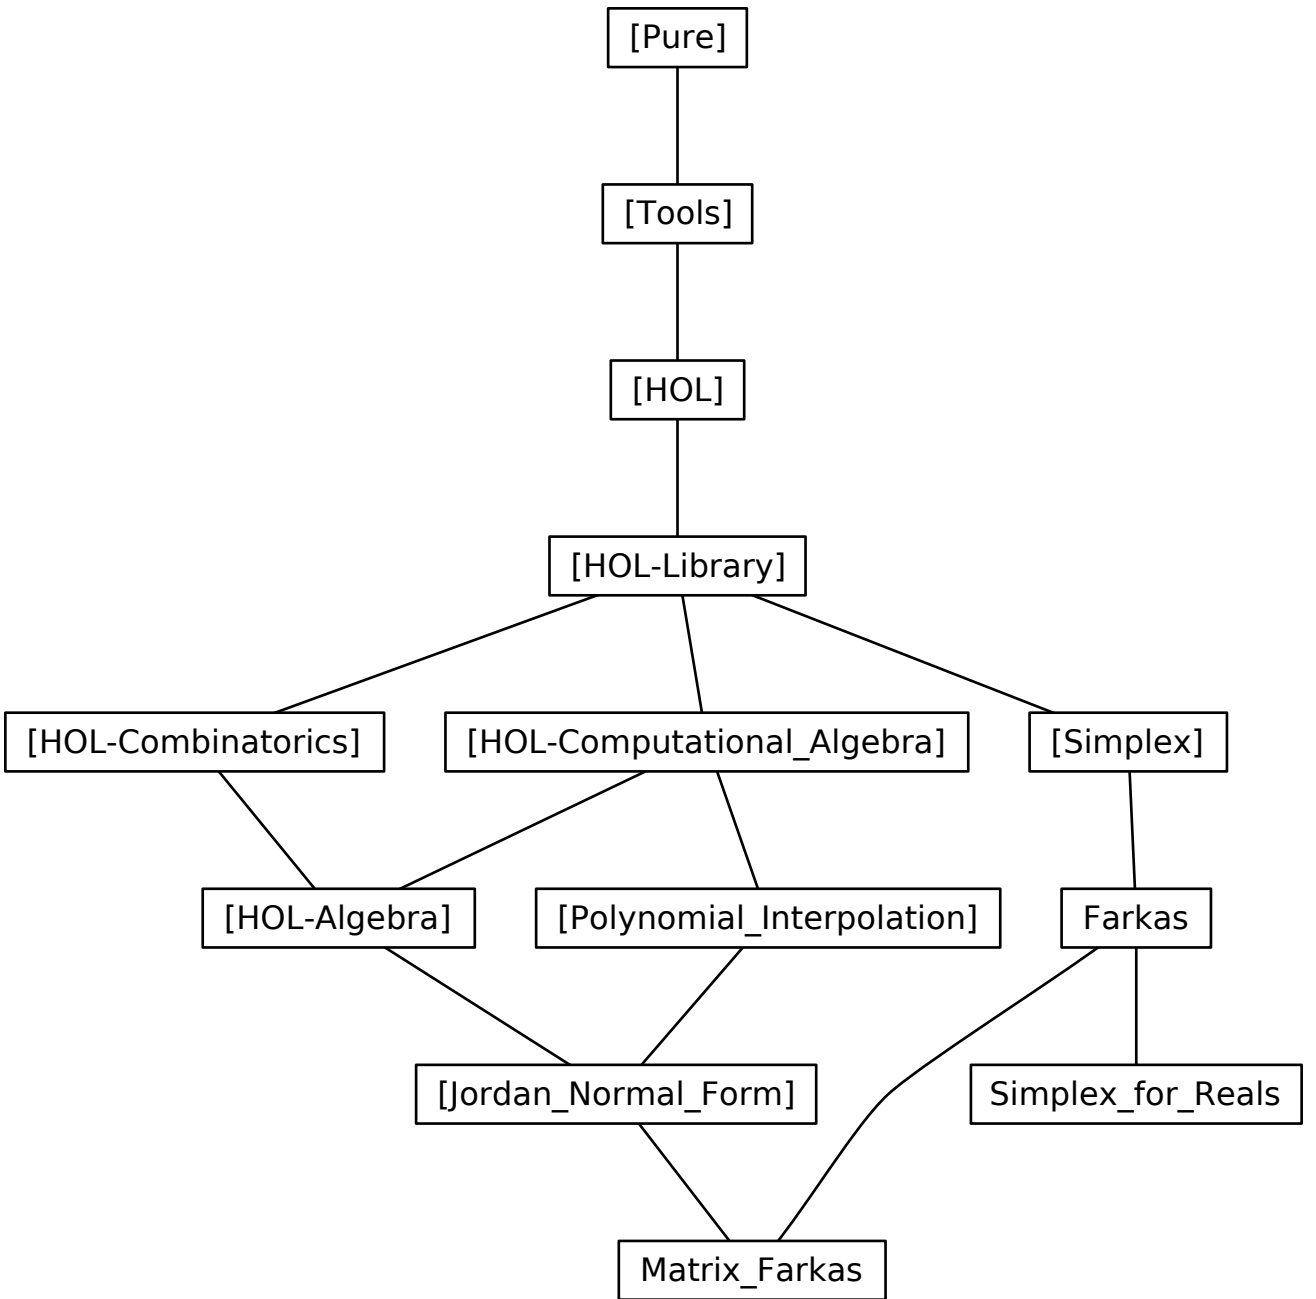 [Pure]
[Tools]
[HOL]
[HOL-Library]
[HOL-Combinatorics]
[HOL-Computational_Algebra]
[Simplex]
[HOL-Algebra]
[Polynomial_Interpolation]
Farkas
[Jordan_Normal_Form]
Simplex_for_Reals
Matrix_Farkas